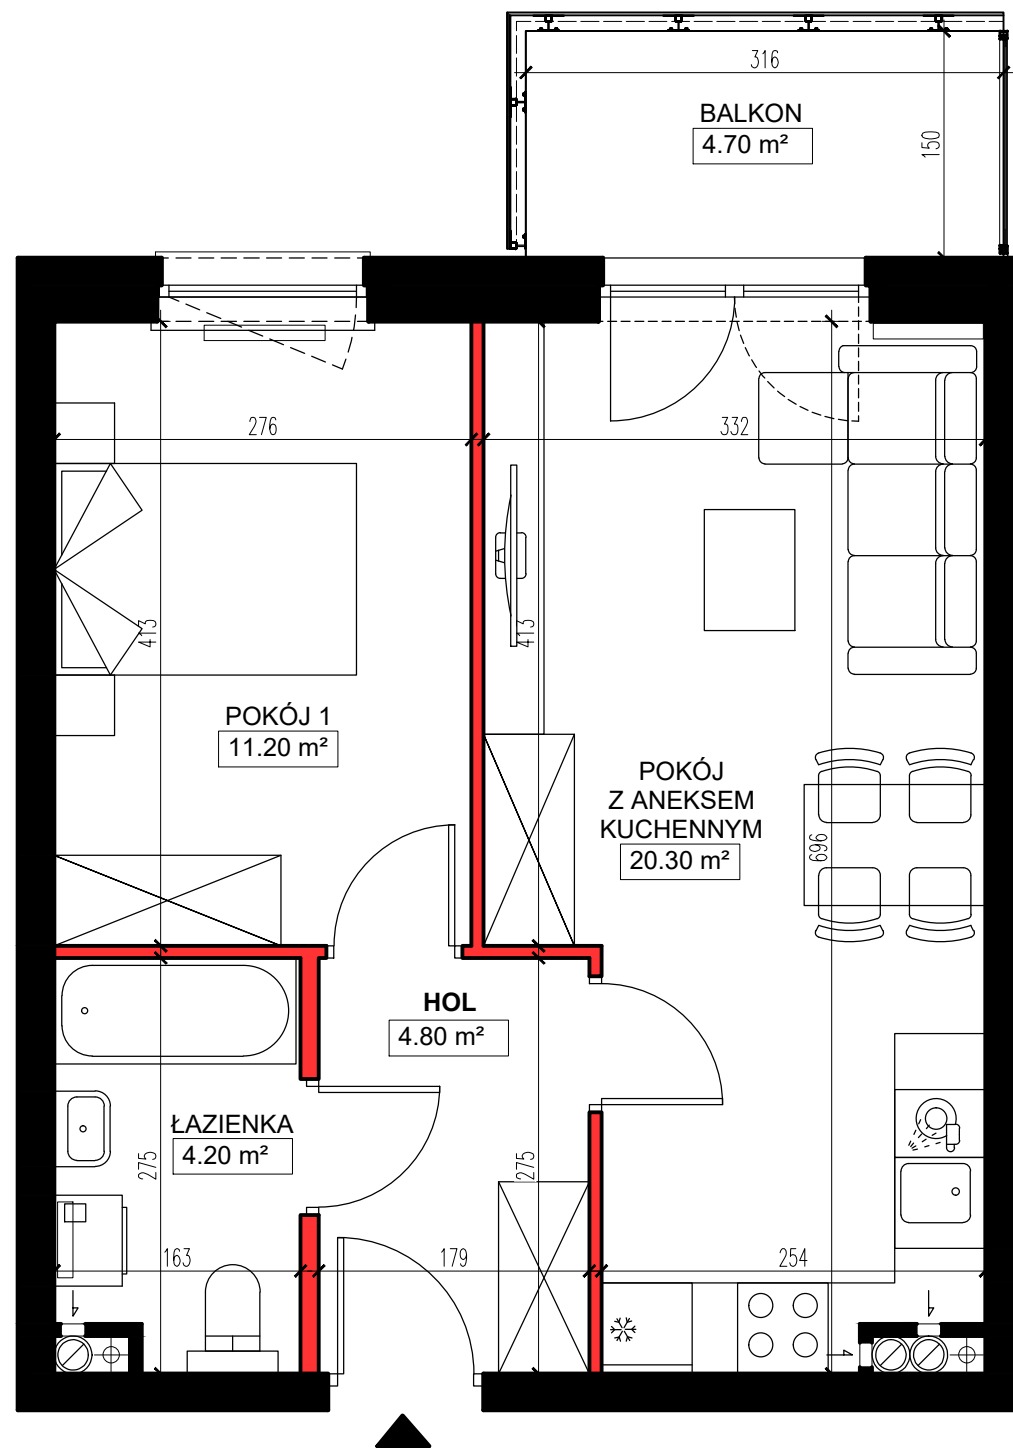 316
BALKON
4.70 m²
150
276
332
413
413
POKÓJ 1
11.20 m²
POKÓJ
Z ANEKSEM
KUCHENNYM
20.30 m²
696
HOL
4.80 m²
ŁAZIENKA
4.20 m²
275
275
163
179
254